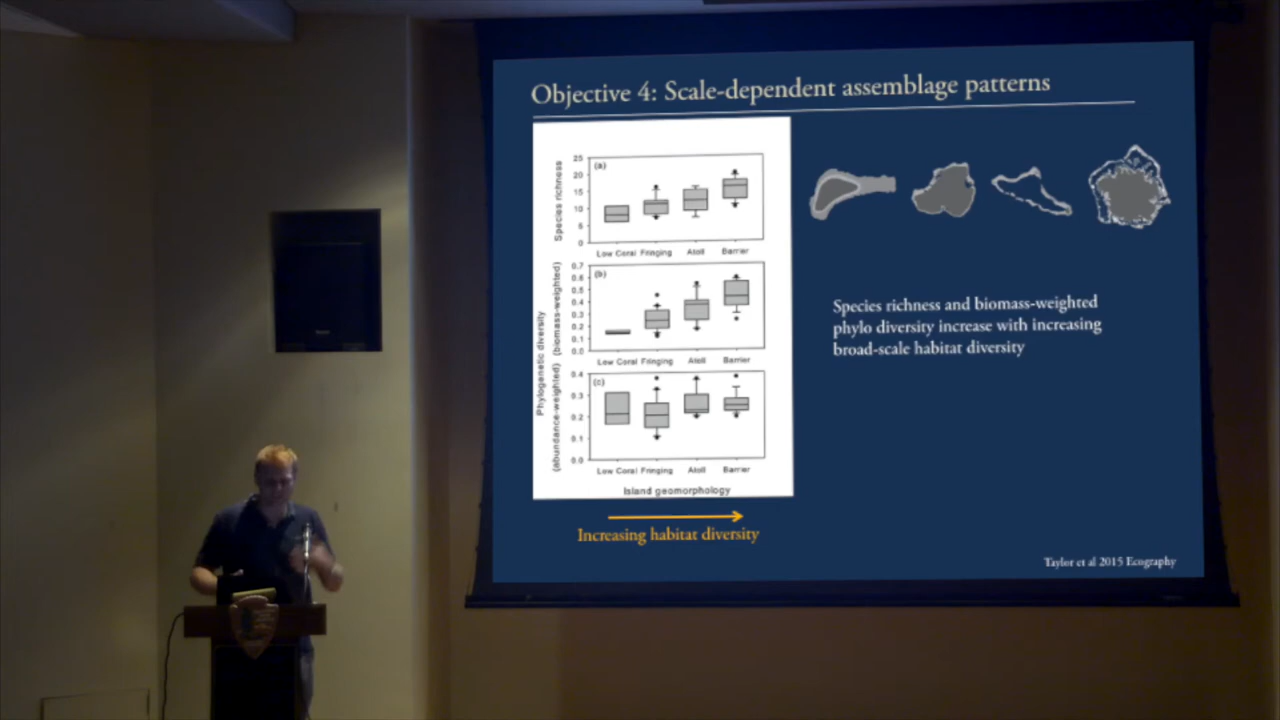 Objective 4: Scale-dependent assemblage patterns
(a)
Species richness
25
20
15
10
5
0
Low Coral Fringing Atoll Barrier
(b)
Phylogenetic diversity
(biomass-weighted)
0.7
0.6
0.5
0.4
0.3
0.2
0.1
0.0
Low Coral Fringing Atoll Barrier
(c)
(abundance-weighted)
0.4
0.3
0.2
0.1
0.0
Low Coral Fringing Atoll Barrier
Island geomorphology
Increasing habitat diversity
Species richness and biomass-weighted
phylo diversity increase with increasing
broad-scale habitat diversity
Taylor et al 2015 Ecography